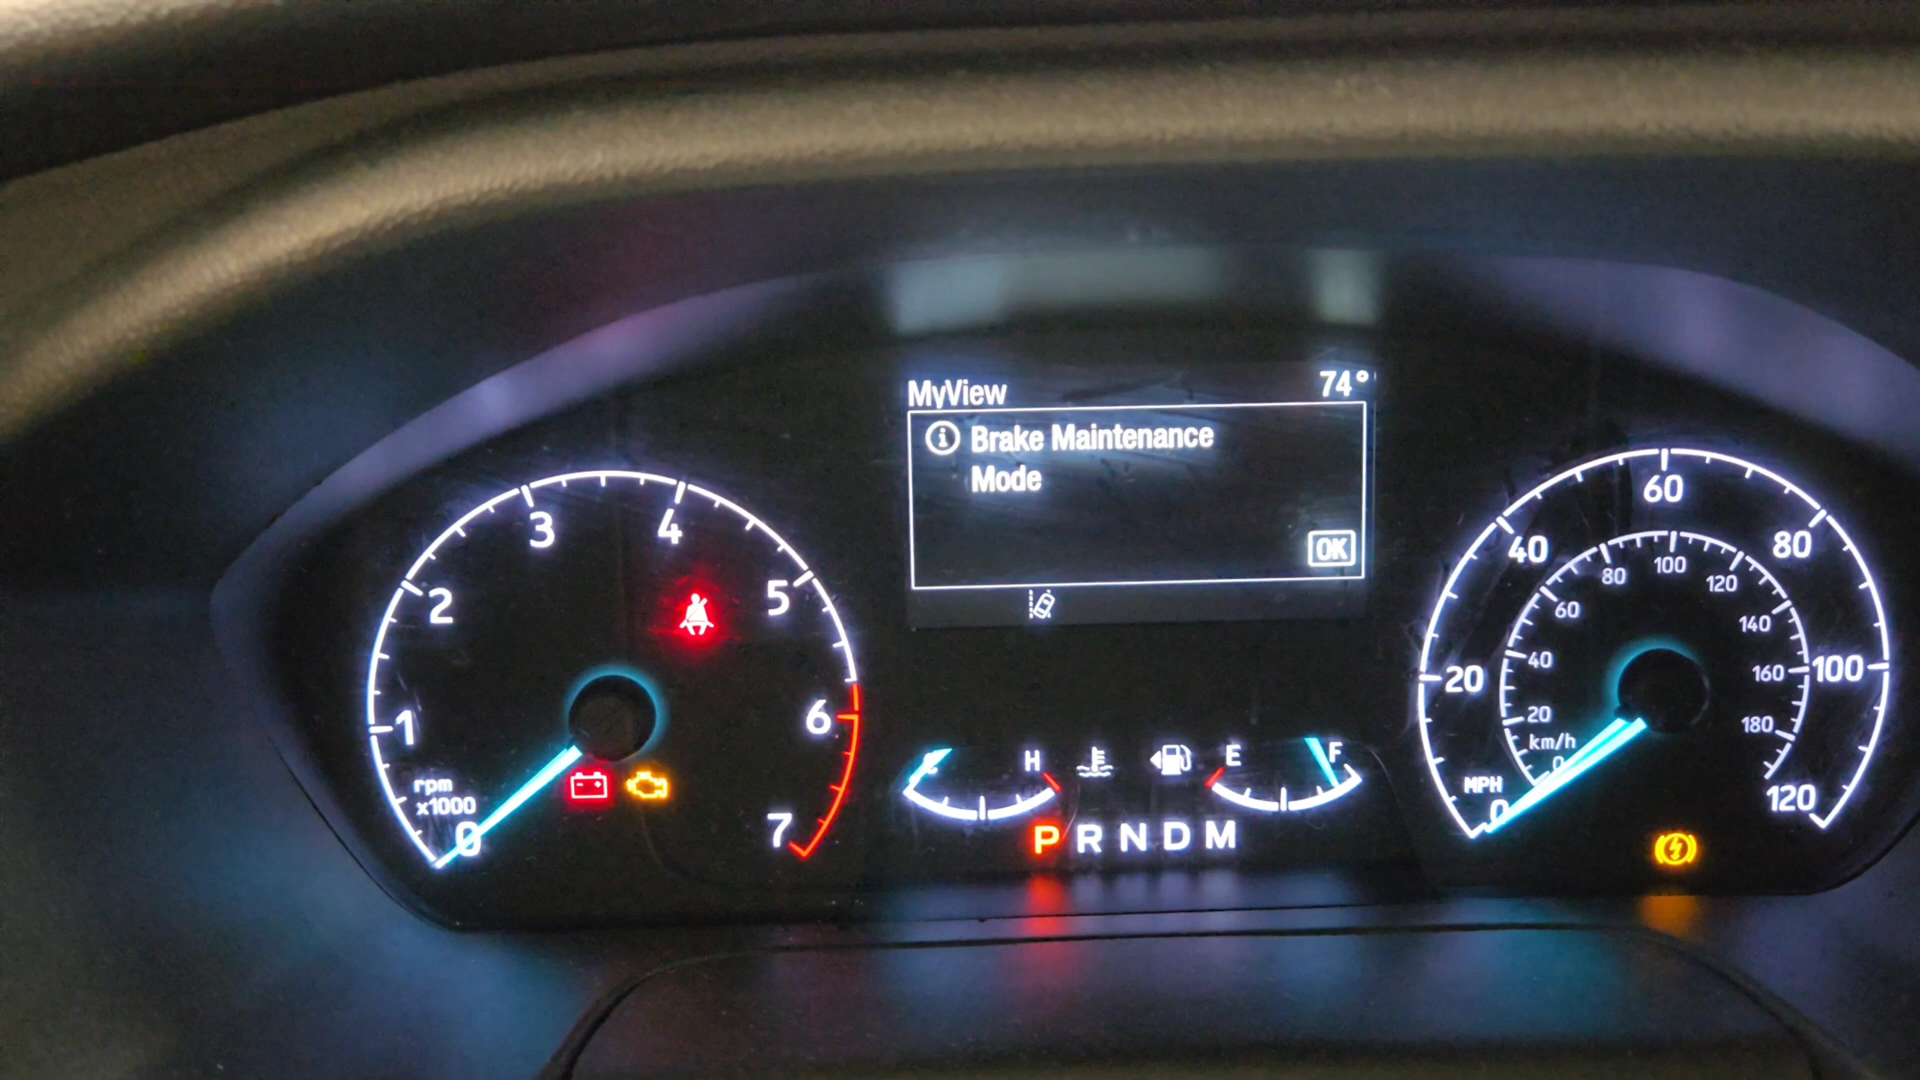 MyView 74°
Brake Maintenance
Mode
OK
0 1 2 3 4 5 6 7
rpm
x1000
H
E F
P R N D M
0 20 40 60 80 100 120
MPH
0 20 40 60 80 100 120 140 160 180
km/h